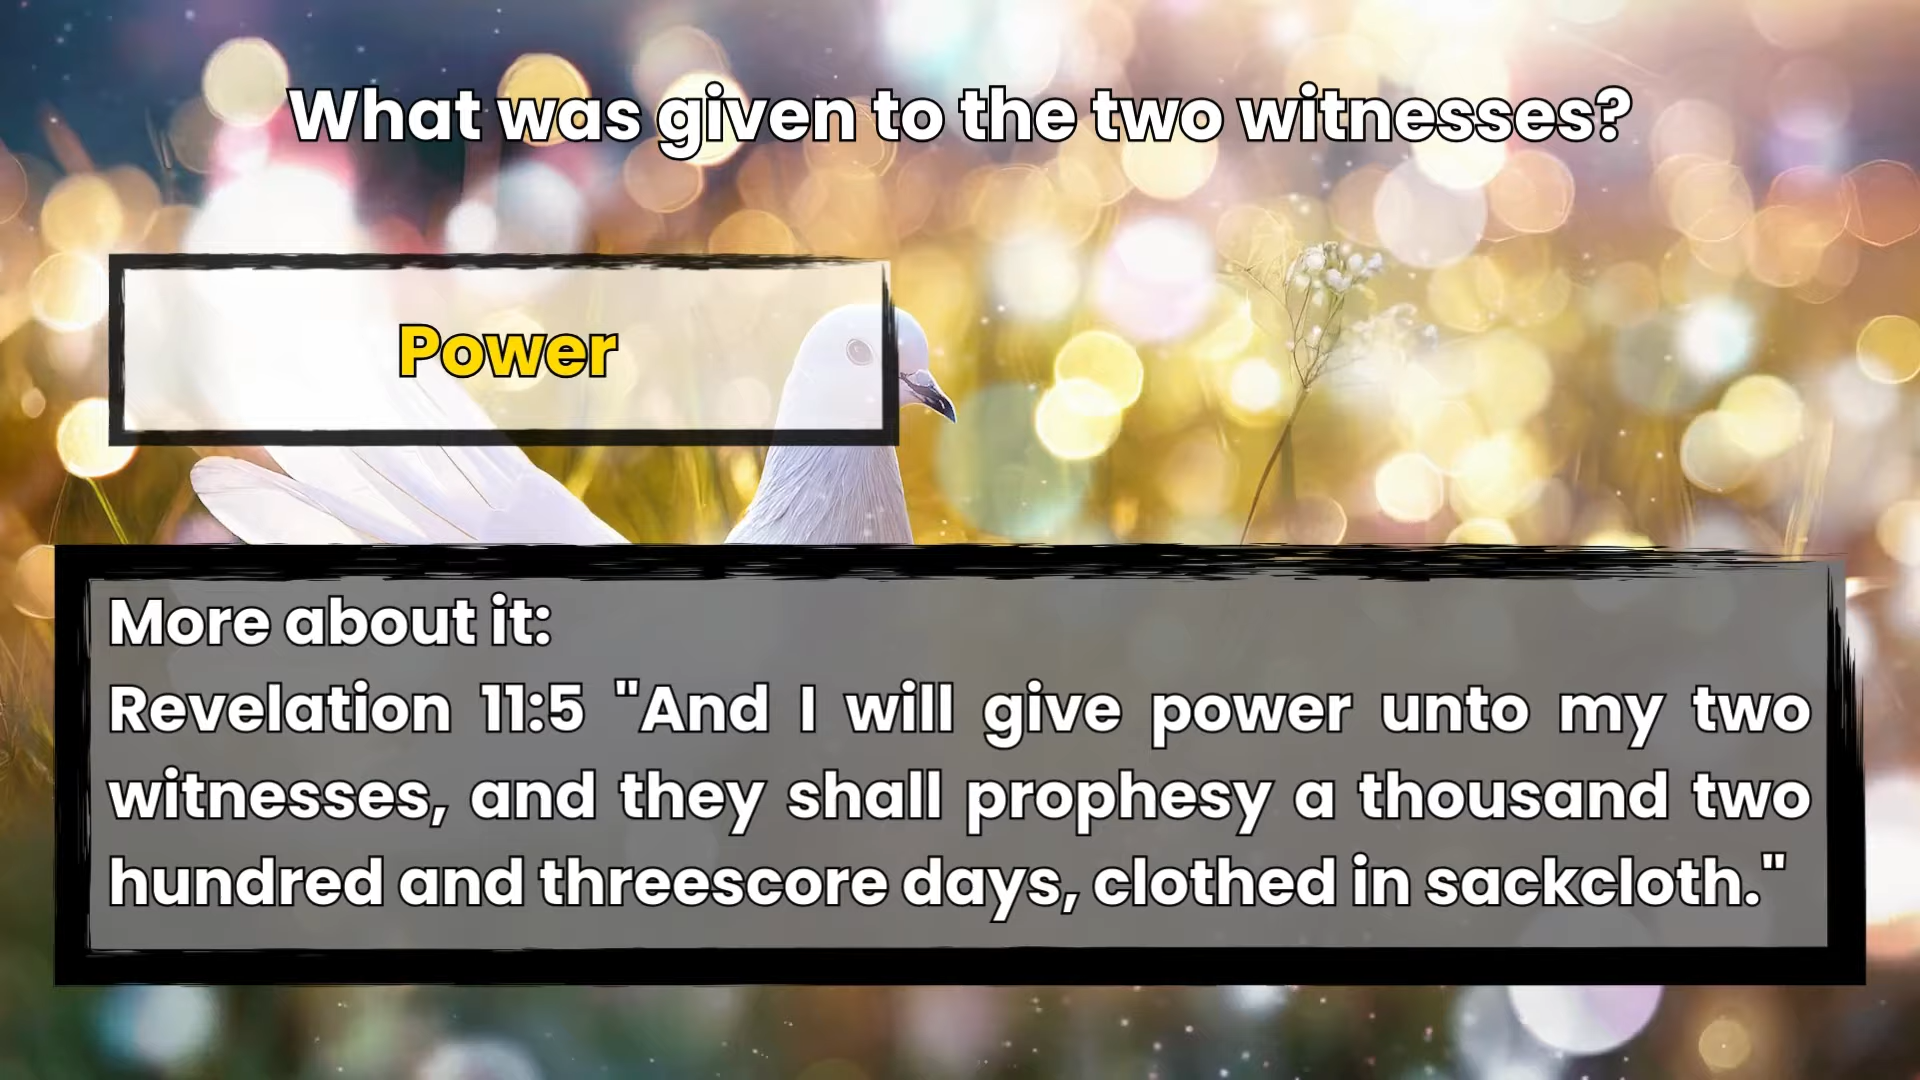 What was given to the two witnesses?
Power
More about it:
Revelation 11:5 "And I will give power unto my two
witnesses, and they shall prophesy a thousand two
hundred and threescore days, clothed in sackcloth."